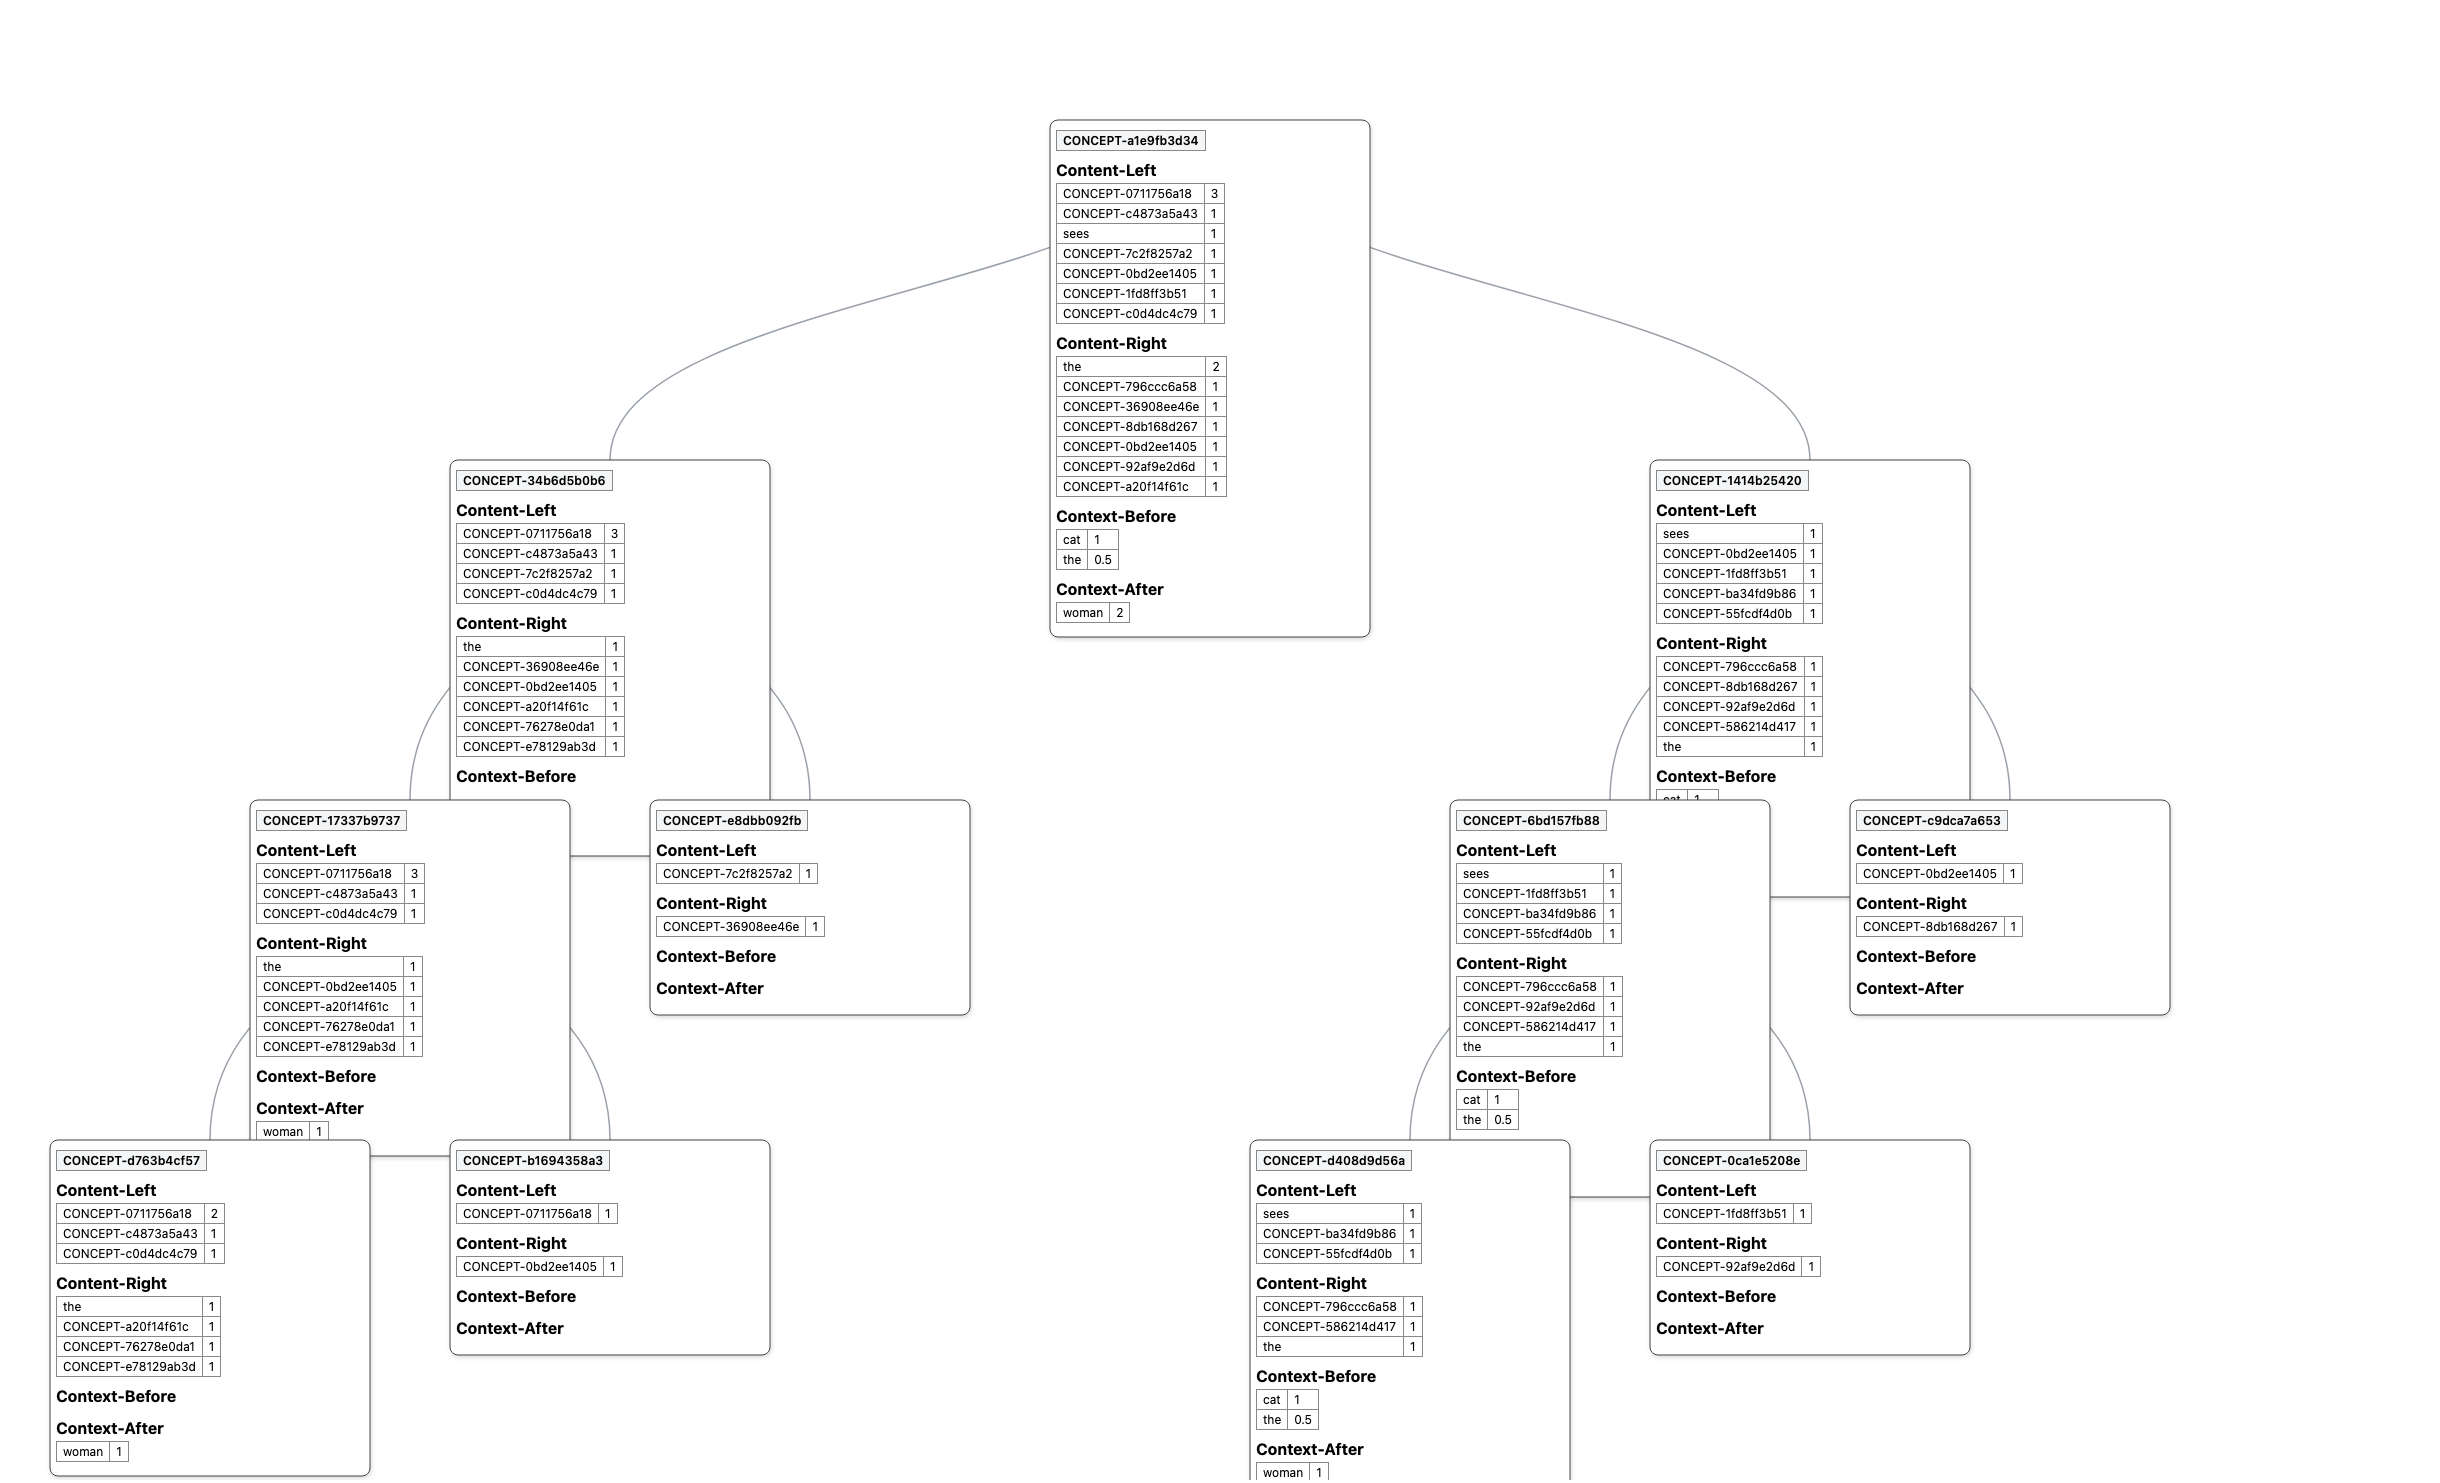 CONCEPT-a1e9fb3d34
Content-Left
CONCEPT-0711756a18 3
CONCEPT-c4873a5a43 1
sees 1
CONCEPT-7c2f8257a2 1
CONCEPT-0bd2ee1405 1
CONCEPT-1fd8ff3b51 1
CONCEPT-c0d4dc4c79 1
Content-Right
the 2
CONCEPT-796ccc6a58 1
CONCEPT-36908ee46e 1
CONCEPT-8db168d267 1
CONCEPT-0bd2ee1405 1
CONCEPT-92af9e2d6d 1
CONCEPT-a20f14f61c 1
Context-Before
cat 1
the 0.5
Context-After
woman 2
CONCEPT-34b6d5b0b6
Content-Left
CONCEPT-0711756a18 3
CONCEPT-c4873a5a43 1
CONCEPT-7c2f8257a2 1
CONCEPT-c0d4dc4c79 1
Content-Right
the 1
CONCEPT-36908ee46e 1
CONCEPT-0bd2ee1405 1
CONCEPT-a20f14f61c 1
CONCEPT-76278e0da1 1
CONCEPT-e78129ab3d 1
Context-Before
CONCEPT-1414b25420
Content-Left
sees 1
CONCEPT-0bd2ee1405 1
CONCEPT-1fd8ff3b51 1
CONCEPT-ba34fd9b86 1
CONCEPT-55fcdf4d0b 1
Content-Right
CONCEPT-796ccc6a58 1
CONCEPT-8db168d267 1
CONCEPT-92af9e2d6d 1
CONCEPT-586214d417 1
the 1
Context-Before
cat 1
CONCEPT-17337b9737
Content-Left
CONCEPT-0711756a18 3
CONCEPT-c4873a5a43 1
CONCEPT-c0d4dc4c79 1
Content-Right
the 1
CONCEPT-0bd2ee1405 1
CONCEPT-a20f14f61c 1
CONCEPT-76278e0da1 1
CONCEPT-e78129ab3d 1
Context-Before
Context-After
woman 1
CONCEPT-e8dbb092fb
Content-Left
CONCEPT-7c2f8257a2 1
Content-Right
CONCEPT-36908ee46e 1
Context-Before
Context-After
CONCEPT-6bd157fb88
Content-Left
sees 1
CONCEPT-1fd8ff3b51 1
CONCEPT-ba34fd9b86 1
CONCEPT-55fcdf4d0b 1
Content-Right
CONCEPT-796ccc6a58 1
CONCEPT-92af9e2d6d 1
CONCEPT-586214d417 1
the 1
Context-Before
cat 1
the 0.5
CONCEPT-c9dca7a653
Content-Left
CONCEPT-0bd2ee1405 1
Content-Right
CONCEPT-8db168d267 1
Context-Before
Context-After
CONCEPT-d763b4cf57
Content-Left
CONCEPT-0711756a18 2
CONCEPT-c4873a5a43 1
CONCEPT-c0d4dc4c79 1
Content-Right
the 1
CONCEPT-a20f14f61c 1
CONCEPT-76278e0da1 1
CONCEPT-e78129ab3d 1
Context-Before
Context-After
woman 1
CONCEPT-b1694358a3
Content-Left
CONCEPT-0711756a18 1
Content-Right
CONCEPT-0bd2ee1405 1
Context-Before
Context-After
CONCEPT-d408d9d56a
Content-Left
sees 1
CONCEPT-ba34fd9b86 1
CONCEPT-55fcdf4d0b 1
Content-Right
CONCEPT-796ccc6a58 1
CONCEPT-586214d417 1
the 1
Context-Before
cat 1
the 0.5
Context-After
woman 1
CONCEPT-0ca1e5208e
Content-Left
CONCEPT-1fd8ff3b51 1
Content-Right
CONCEPT-92af9e2d6d 1
Context-Before
Context-After